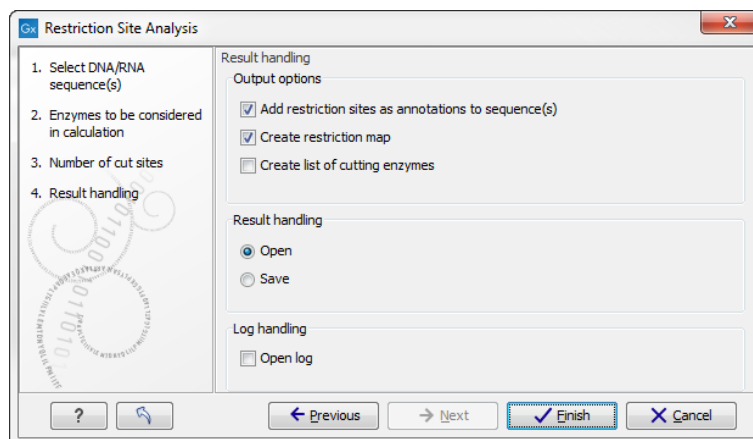 Gx Restriction Site Analysis
1. Select DNA/RNA
sequence(s)
2. Enzymes to be considered
in calculation
3. Number of cut sites
4. Result handling
Result handling
Output options
Add restriction sites as annotations to sequence(s)
Create restriction map
Create list of cutting enzymes
Result handling
Open
Save
Log handling
Open log
?
Previous
Next
Finish
Cancel